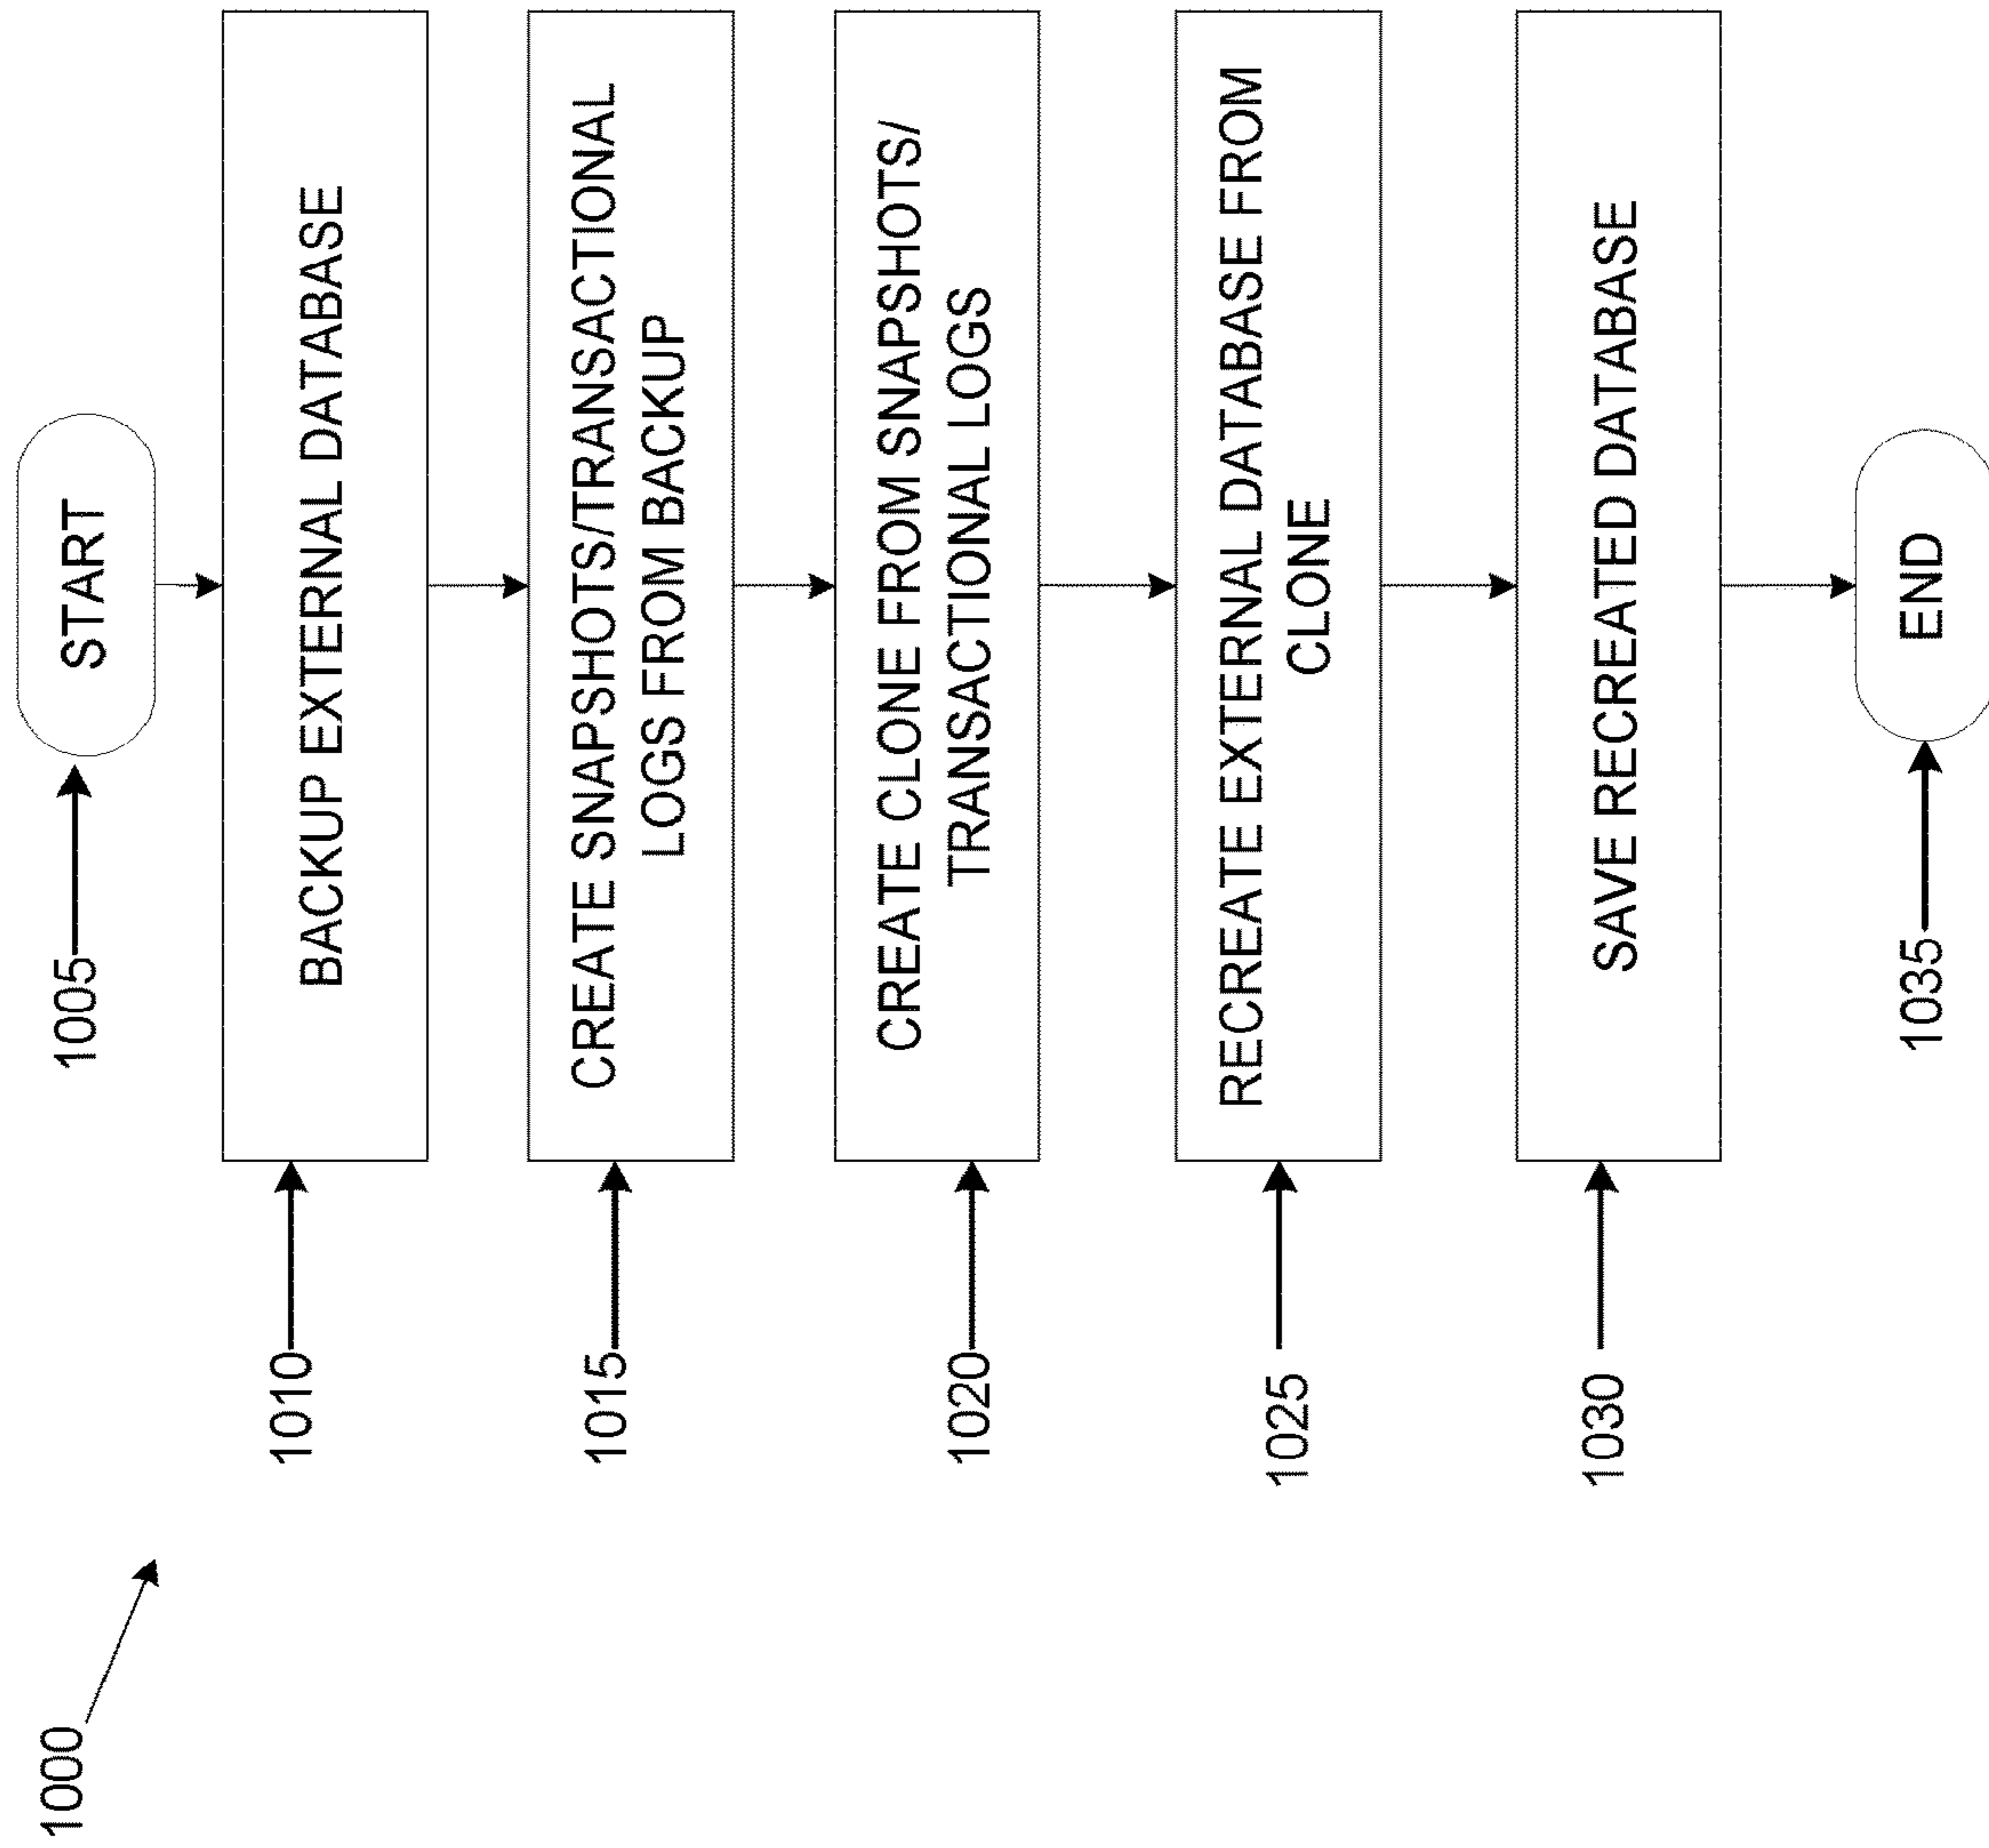 1000
1005
START
1010
BACKUP EXTERNAL DATABASE
1015
CREATE SNAPSHOTS/TRANSACTIONAL
LOGS FROM BACKUP
1020
CREATE CLONE FROM SNAPSHOTS/
TRANSACTIONAL LOGS
1025
RECREATE EXTERNAL DATABASE FROM
CLONE
1030
SAVE RECREATED DATABASE
1035
END